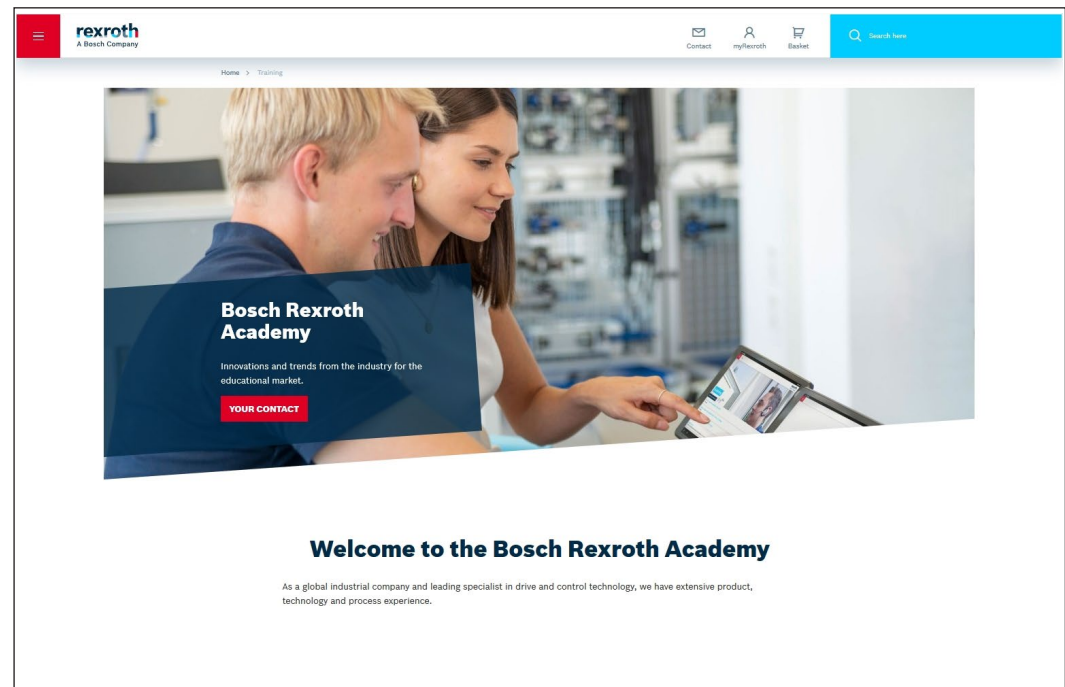 rexroth
A Bosch Company
Contact
myRexroth
Basket
Search here
Home > Training
Bosch Rexroth
Academy
Innovations and trends from the industry for the
educational market.
YOUR CONTACT
Welcome to the Bosch Rexroth Academy
As a global industrial company and leading specialist in drive and control technology, we have extensive product,
technology and process experience.